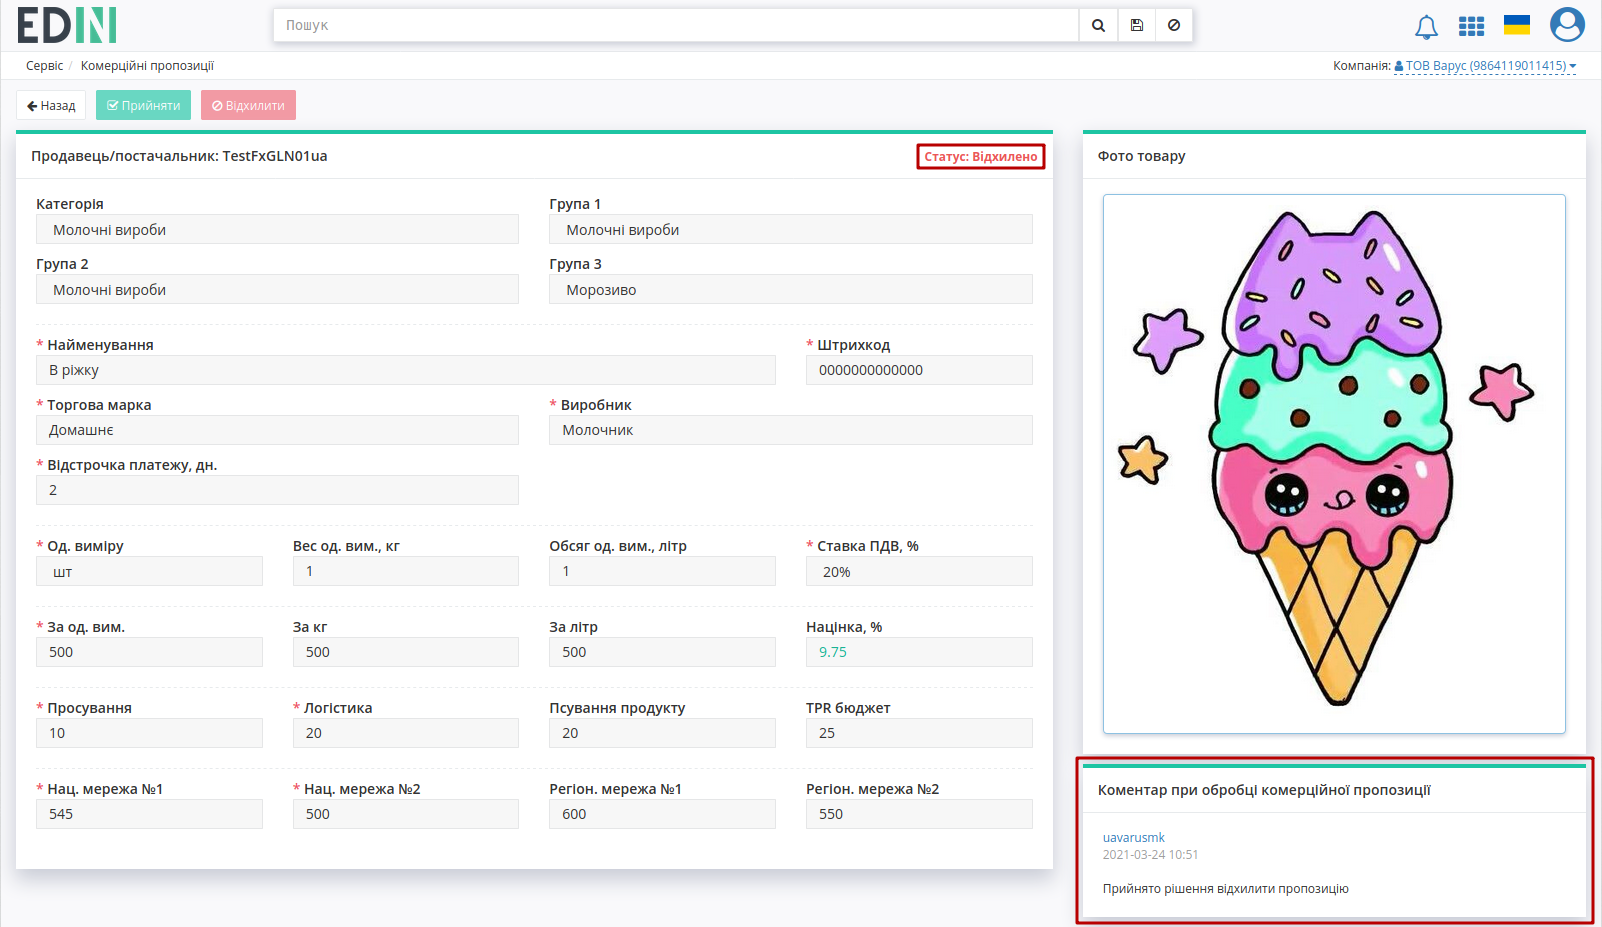 EDIN
Пошук
Сервіс / Комерційні пропозиції
Компанія: ТОВ Варус (9864119011415)
Назад
Прийняти
Відхилити
Продавець/постачальник: TestFxGLN01ua
Статус: Відхилено
Категорія
Група 1
Молочні вироби
Молочні вироби
Група 2
Група 3
Молочні вироби
Морозиво
* Найменування
* Штрихкод
В ріжку
0000000000000
* Торгова марка
* Виробник
Домашнє
Молочник
* Відстрочка платежу, дн.
2
* Од. виміру
Вес од. вим., кг
Обсяг од. вим., літр
* Ставка ПДВ, %
шт
1
1
20%
* За од. вим.
За кг
За літр
Націнка, %
500
500
500
9.75
* Просування
* Логістика
Псування продукту
TPR бюджет
10
20
20
25
* Нац. мережа №1
* Нац. мережа №2
Регіон. мережа №1
Регіон. мережа №2
545
500
600
550
Фото товару
Коментар при обробці комерційної пропозиції
uavarusmk
2021-03-24 10:51
Прийнято рішення відхилити пропозицію